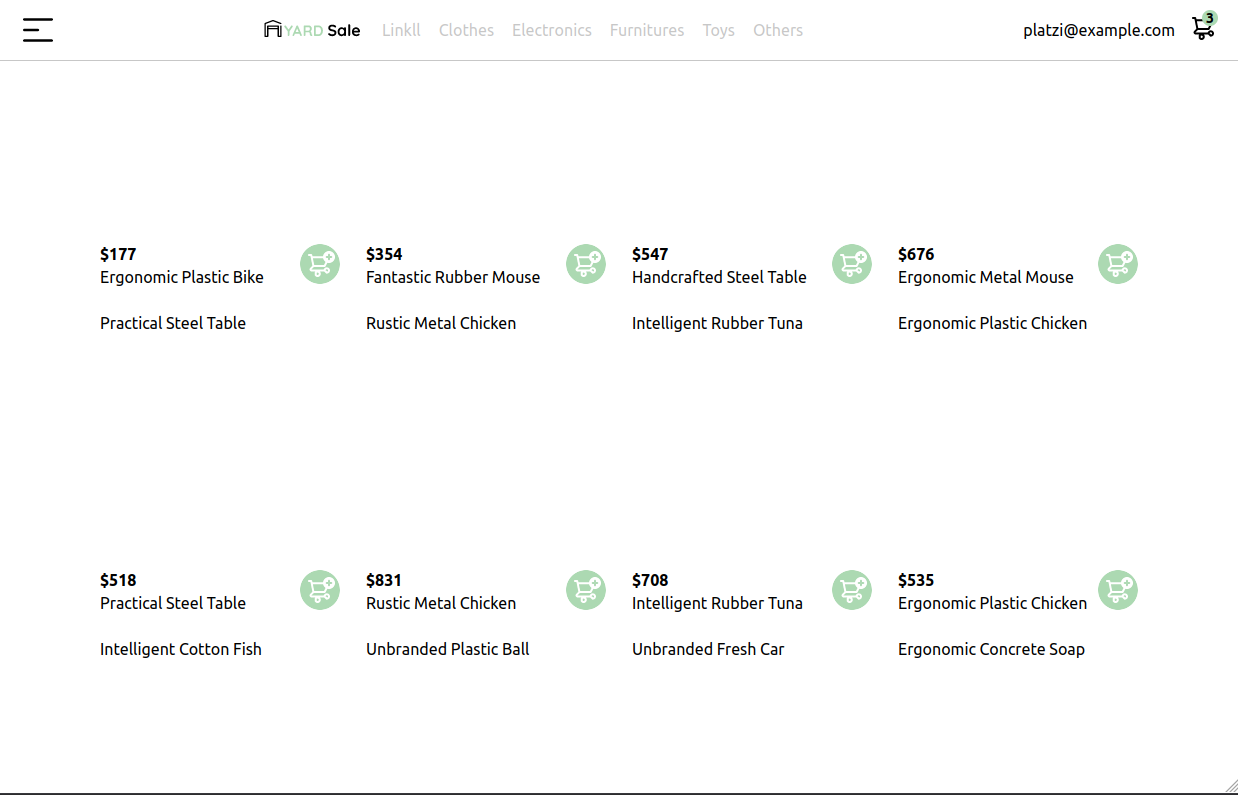 YARD Sale Linkll Clothes Electronics Furnitures Toys Others platzi@example.com 3
$177 $354 $547 $676
Ergonomic Plastic Bike Fantastic Rubber Mouse Handcrafted Steel Table Ergonomic Metal Mouse
Practical Steel Table Rustic Metal Chicken Intelligent Rubber Tuna Ergonomic Plastic Chicken
$518 $831 $708 $535
Practical Steel Table Rustic Metal Chicken Intelligent Rubber Tuna Ergonomic Plastic Chicken
Intelligent Cotton Fish Unbranded Plastic Ball Unbranded Fresh Car Ergonomic Concrete Soap